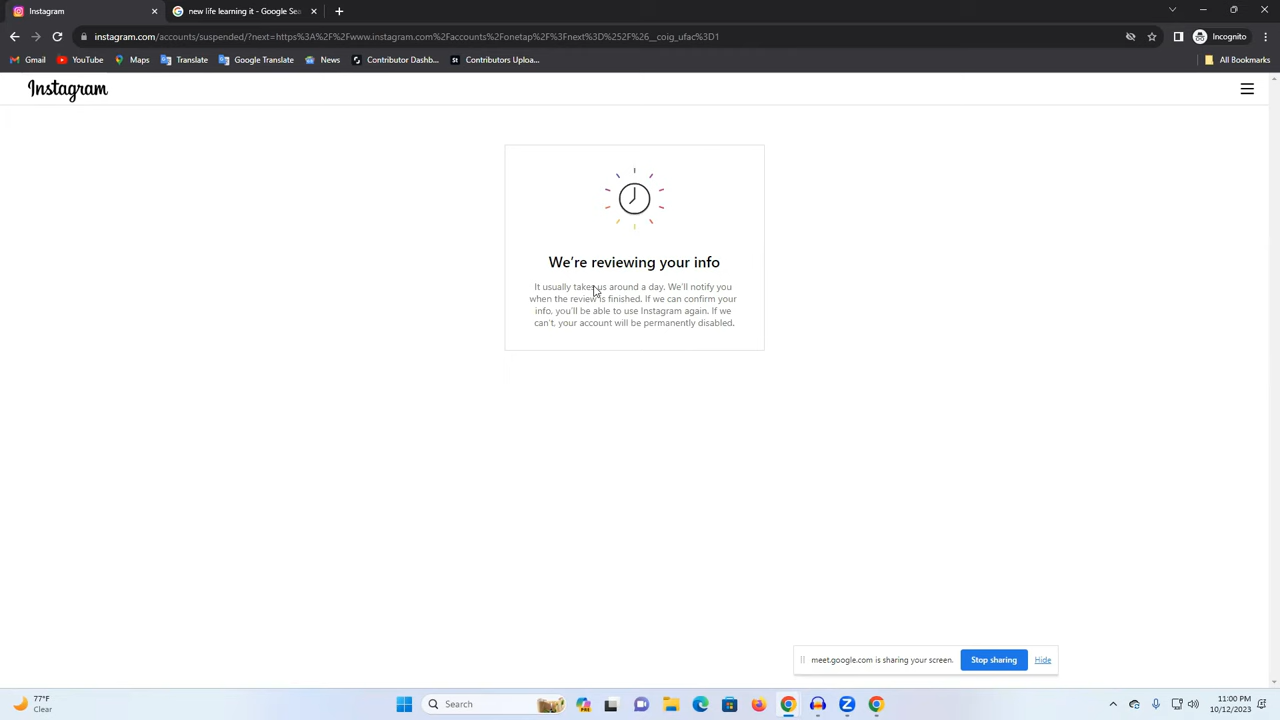 Instagram
new life learning it - Google Sea
instagram.com/accounts/suspended/?next=https%3A%2F%2Fwww.instagram.com%2Faccounts%2Fonetap%2F%3Fnext%3D%252F%26__coig_ufac%3D1
Incognito
Gmail
YouTube
Maps
Translate
Google Translate
News
Contributor Dashb...
Contributors Uploa...
All Bookmarks
Instagram
We're reviewing your info
It usually takes us around a day. We'll notify you
when the review is finished. If we can confirm your
info, you'll be able to use Instagram again. If we
can't, your account will be permanently disabled.
meet.google.com is sharing your screen.
Stop sharing
Hide
77°F
Clear
Search
11:00 PM
10/12/2023